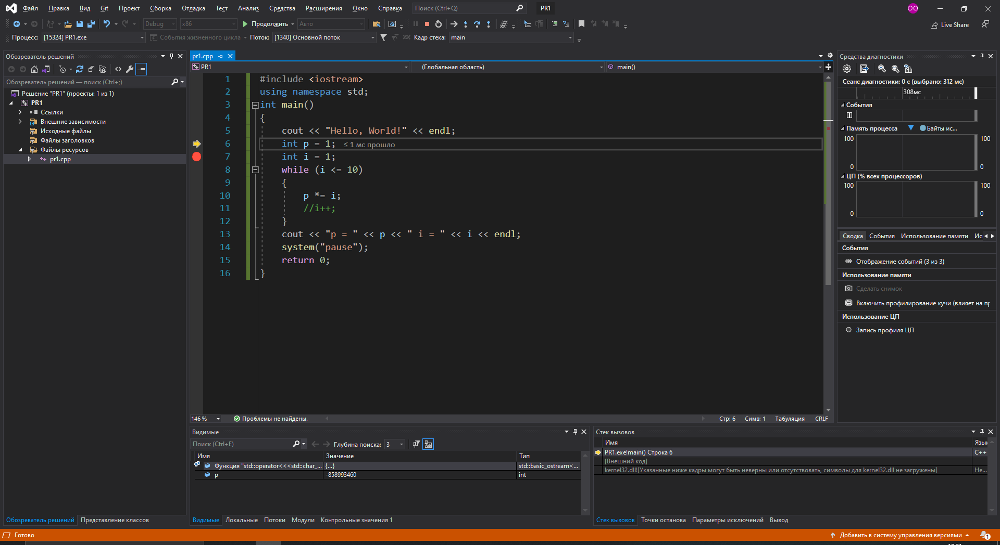 Файл Правка Вид Git Проект Сборка Отладка Тест Анализ Средства Расширения Окно Справка Поиск (Ctrl+Q) PR1 OO
Debug x86 Продолжить Авто Live Share
Процесс: [15324] PR1.exe События жизненного цикла Поток: [1340] Основной поток Кадр стека: main
Обозреватель решений
Обозреватель решений — поиск (Ctrl+;)
Решение "PR1" (проекты: 1 из 1)
PR1
Ссылки
Внешние зависимости
Исходные файлы
Файлы заголовков
Файлы ресурсов
pr1.cpp
Обозреватель решений Представление классов
pr1.cpp
PR1 (Глобальная область) main()
1 #include <iostream>
2 using namespace std;
3 int main()
4 {
5 cout << "Hello, World!" << endl;
6 int p = 1; ≤ 1 мс прошло
7 int i = 1;
8 while (i <= 10)
9 {
10 p *= i;
11 //i++;
12 }
13 cout << "p = " << p << " i = " << i << endl;
14 system("pause");
15 return 0;
16 }
146 % Проблемы не найдены. Стр: 6 Симв: 1 Табуляция CRLF
Видимые
Поиск (Ctrl+E) Глубина поиска: 3
Имя Значение Тип
Функция "std::operator<<<std::char_... {...} std::basic_ostream<...
p -858993460 int
Видимые Локальные Потоки Модули Контрольные значения 1
Стек вызовов
Имя Язык
PR1.exe!main() Строка 6 C++
[Внешний код]
kernel32.dll![Указанные ниже кадры могут быть неверны или отсутствовать, символы для kernel32.dll не загружены] Не...
Стек вызовов Точки останова Параметры исключений Вывод
Средства диагностики
Сеанс диагностики: 0 с (выбрано: 312 мс)
308мс
События
Память процесса Байты ис...
100 100
0 0
ЦП (% всех процессоров)
100 100
0 0
Сводка События Использование памяти Ис
События
Отображение событий (3 из 3)
Использование памяти
Сделать снимок
Включить профилирование кучи (влияет на пр
Использование ЦП
Запись профиля ЦП
Готово Добавить в систему управления версиями 1